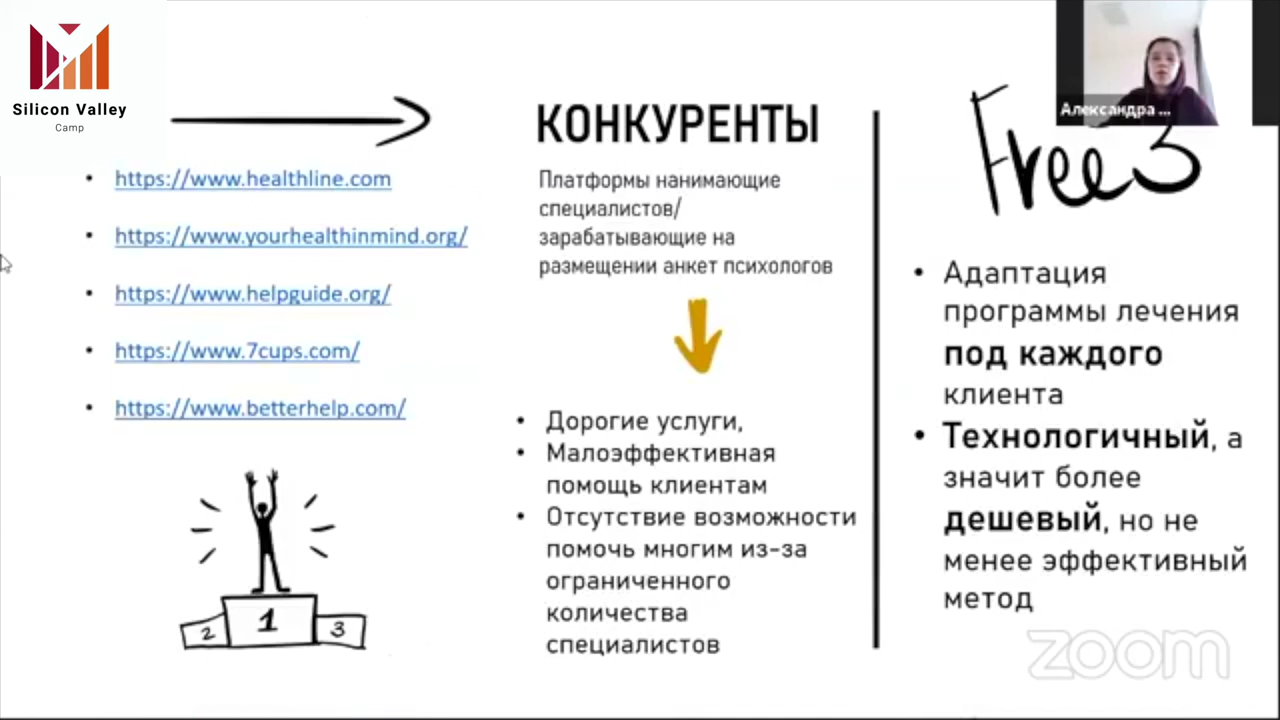 Silicon Valley
Camp
https://www.healthline.com
https://www.yourhealthinmind.org/
https://www.helpguide.org/
https://www.7cups.com/
https://www.betterhelp.com/
1
2
3
КОНКУРЕНТЫ
Платформы нанимающие
специалистов/
зарабатывающие на
размещении анкет психологов
• Дорогие услуги,
• Малоэффективная
помощь клиентам
• Отсутствие возможности
помочь многим из-за
ограниченного
количества
специалистов
Александра ...
Free3
• Адаптация
программы лечения
под каждого
клиента
• Технологичный, а
значит более
дешевый, но не
менее эффективный
метод
zoom